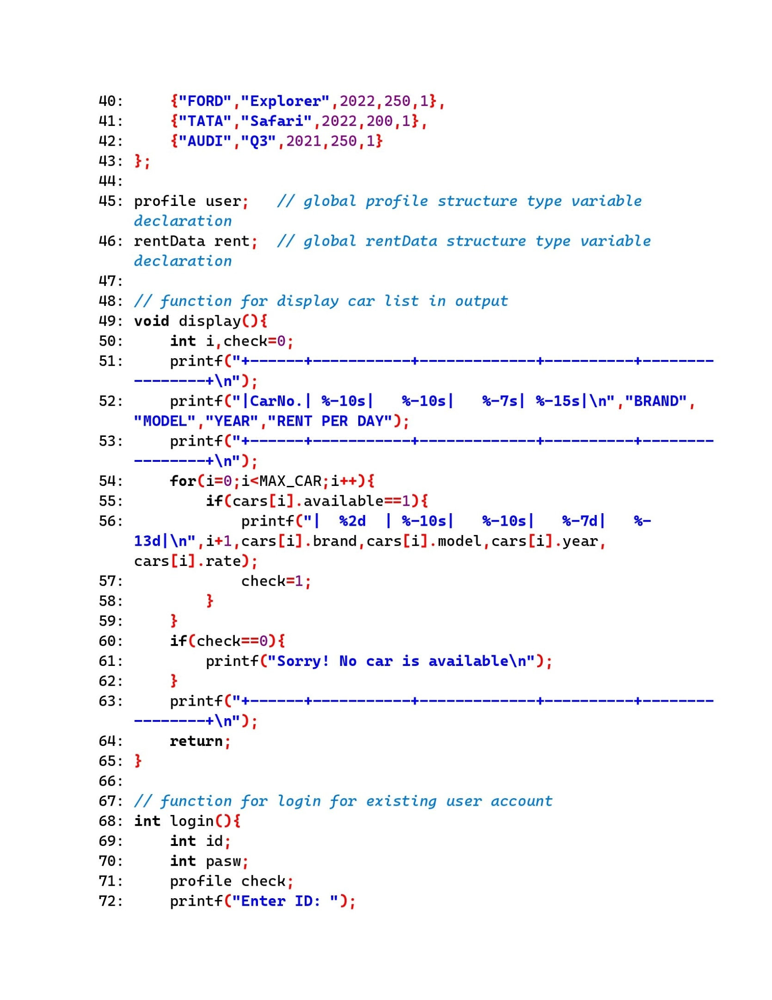 40:     {"FORD","Explorer",2022,250,1},
41:     {"TATA","Safari",2022,200,1},
42:     {"AUDI","Q3",2021,250,1}
43: };
44:
45: profile user;   // global profile structure type variable
    declaration
46: rentData rent;  // global rentData structure type variable
    declaration
47:
48: // function for display car list in output
49: void display(){
50:     int i,check=0;
51:     printf("+------+-----------+-------------+----------+--------
    --------+\n");
52:     printf("|CarNo.| %-10s|   %-10s|   %-7s| %-15s|\n","BRAND",
    "MODEL","YEAR","RENT PER DAY");
53:     printf("+------+-----------+-------------+----------+--------
    --------+\n");
54:     for(i=0;i<MAX_CAR;i++){
55:         if(cars[i].available==1){
56:             printf("|  %2d  | %-10s|   %-10s|   %-7d|   %-
    13d|\n",i+1,cars[i].brand,cars[i].model,cars[i].year,
    cars[i].rate);
57:             check=1;
58:         }
59:     }
60:     if(check==0){
61:         printf("Sorry! No car is available\n");
62:     }
63:     printf("+------+-----------+-------------+----------+--------
    --------+\n");
64:     return;
65: }
66:
67: // function for login for existing user account
68: int login(){
69:     int id;
70:     int pasw;
71:     profile check;
72:     printf("Enter ID: ");